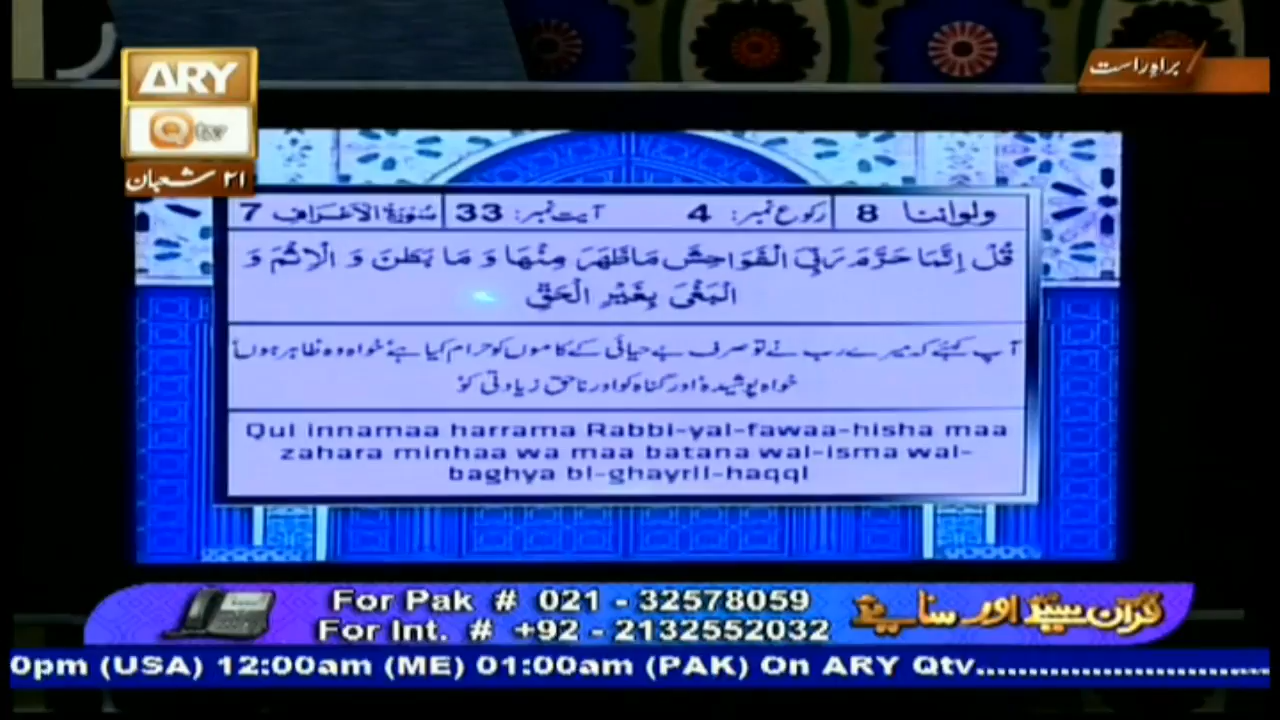 براہِ راست
ARY
Qtv
۲۱ شعبان
ولواننا 8
رکوع نمبر: 4
آیت نمبر: 33
سُوْرَۃُ الْاَعْرَافِ 7
قُلْ اِنَّمَا حَرَّمَ رَبِّیَ الْفَوَاحِشَ مَا ظَهَرَ مِنْهَا وَ مَا بَطَنَ وَ الْاِثْمَ وَ
الْبَغْیَ بِغَیْرِ الْحَقِّ
آپ کہئے کہ میرے رب نے تو صرف بے حیائی کے کاموں کو حرام کیا ہے، خواہ وہ ظاہر ہوں،
خواہ پوشیدہ، اور گناہ کو اور ناحق زیادتی کو،
Qul innamaa harrama Rabbi-yal-fawaa-hisha maa
zahara minhaa wa maa batana wal-isma wal-
baghya bi-ghayril-haqqi
For Pak # 021 - 32578059
For Int. # +92 - 2132552032
قرآن سنیئے اور سنایئے
0pm (USA) 12:00am (ME) 01:00am (PAK) On ARY Qtv...............................